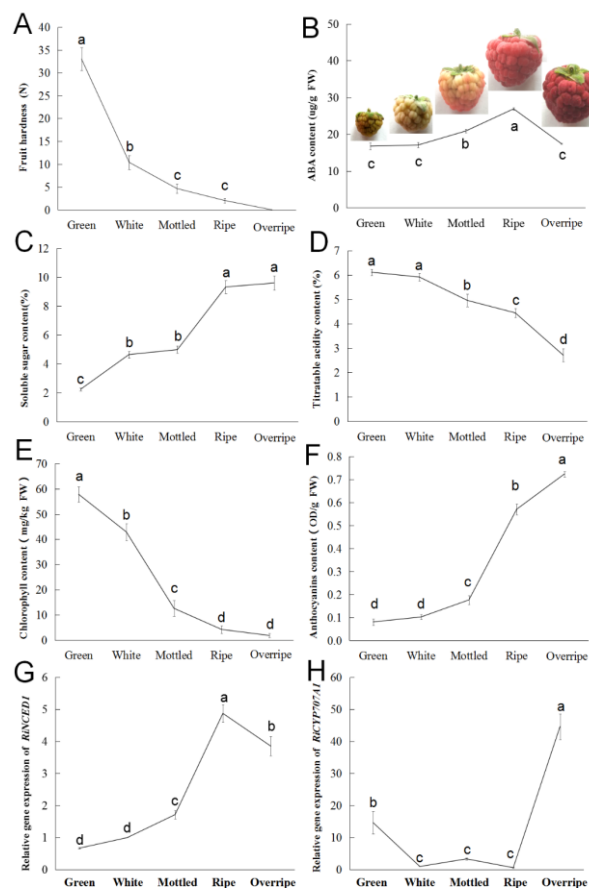 A
Fruit hardness (N)
40
35
30
25
20
15
10
5
0
a
b
c
c
Green White Mottled Ripe Overripe
B
ABA content (ug/g FW)
50
40
30
20
10
0
c
c
b
a
c
Green White Mottled Ripe Overripe
C
Soluble sugar content(%)
12
10
8
6
4
2
0
c
b
b
a
a
Green White Mottled Ripe Overripe
D
Titratable acidity content (%)
7
6
5
4
3
2
1
0
a
a
b
c
d
Green White Mottled Ripe Overripe
E
Chlorophyll content ( mg/kg FW )
70
60
50
40
30
20
10
0
a
b
c
d
d
Green White Mottled Ripe Overripe
F
Anthocyanins content ( OD/g FW)
0.8
0.7
0.6
0.5
0.4
0.3
0.2
0.1
0
d
d
c
b
a
Green White Mottled Ripe Overripe
G
Relative gene expression of RiNCED1
6
5
4
3
2
1
0
d
d
c
a
b
Green White Mottled Ripe Overripe
H
Relative gene expression of RiCYP707A1
60
50
40
30
20
10
0
b
c
c
c
a
Green White Mottled Ripe Overripe